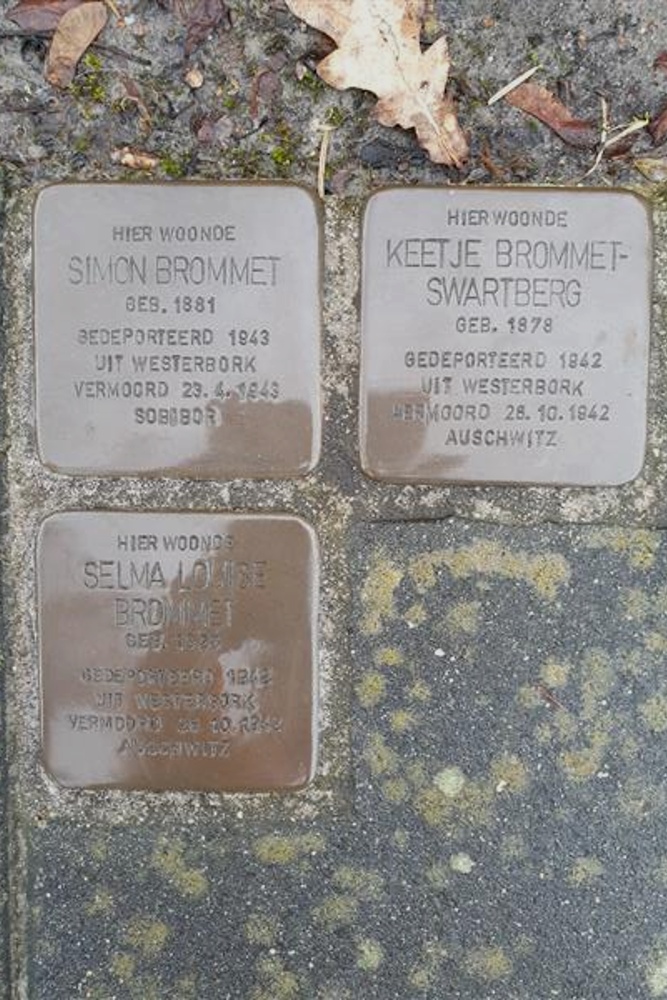 HIER WOONDE
SIMON BROMMET
GEB. 1881
GEDEPORTEERD 1943
UIT WESTERBORK
VERMOORD 23.4.1943
SOBIBOR
HIER WOONDE
KEETJE BROMMET-
SWARTBERG
GEB. 1878
GEDEPORTEERD 1942
UIT WESTERBORK
VERMOORD 26.10.1942
AUSCHWITZ
HIER WOONDE
SELMA LOUISE
BROMMET
GEB.
GEDEPORTEERD 1942
UIT WESTERBORK
VERMOORD 26.10.1942
AUSCHWITZ